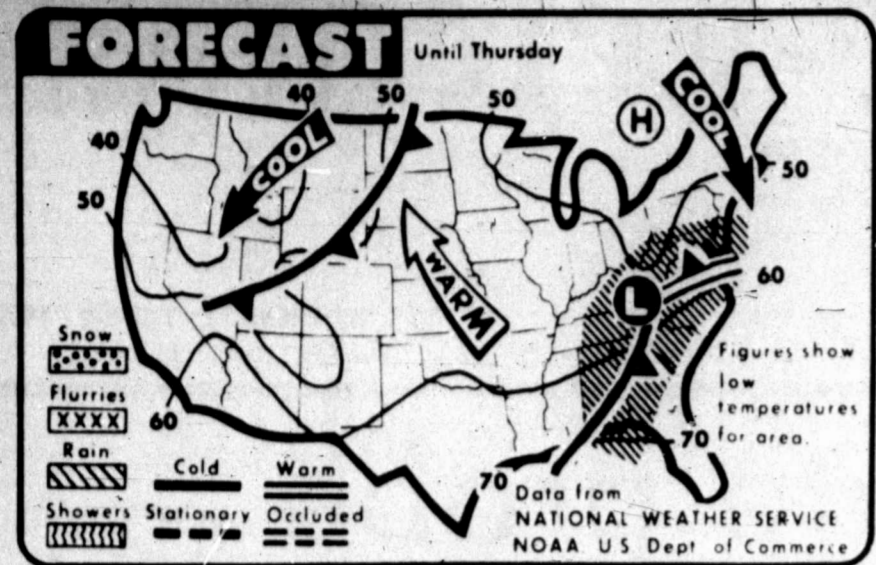 FORECAST Until Thursday
40 50 50
COOL
H
COOL
40
50
50
WARM
L
60
Snow
Flurries
XXXX
60
Rain
Showers
Cold Warm
Stationary Occluded
70
70
Figures show
low
temperatures
for area.
Data from
NATIONAL WEATHER SERVICE
NOAA U S Dept of Commerce